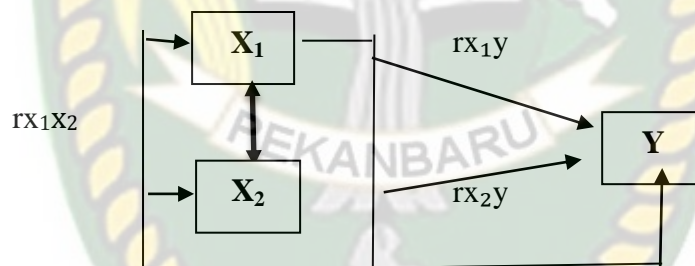 X₁
rx₁y
rx₁x₂
PEKANBARU
Y
X₂
rx₂y